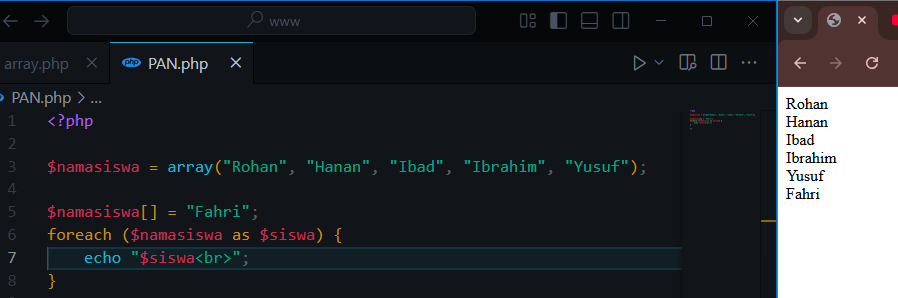 www
array.php
php PAN.php
PAN.php > ...
1 <?php
2
3 $namasiswa = array("Rohan", "Hanan", "Ibad", "Ibrahim", "Yusuf");
4
5 $namasiswa[] = "Fahri";
6 foreach ($namasiswa as $siswa) {
7     echo "$siswa<br>";
8 }
Rohan
Hanan
Ibad
Ibrahim
Yusuf
Fahri